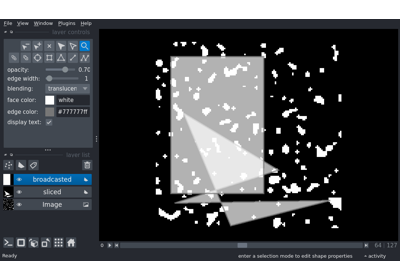 File View Window Plugins Help
layer controls
opacity: 0.70
edge width: 1
blending: translucen
face color: white
edge color: #777777ff
display text:
layer list
broadcasted
sliced
Image
0 64 127
Ready enter a selection mode to edit shape properties activity